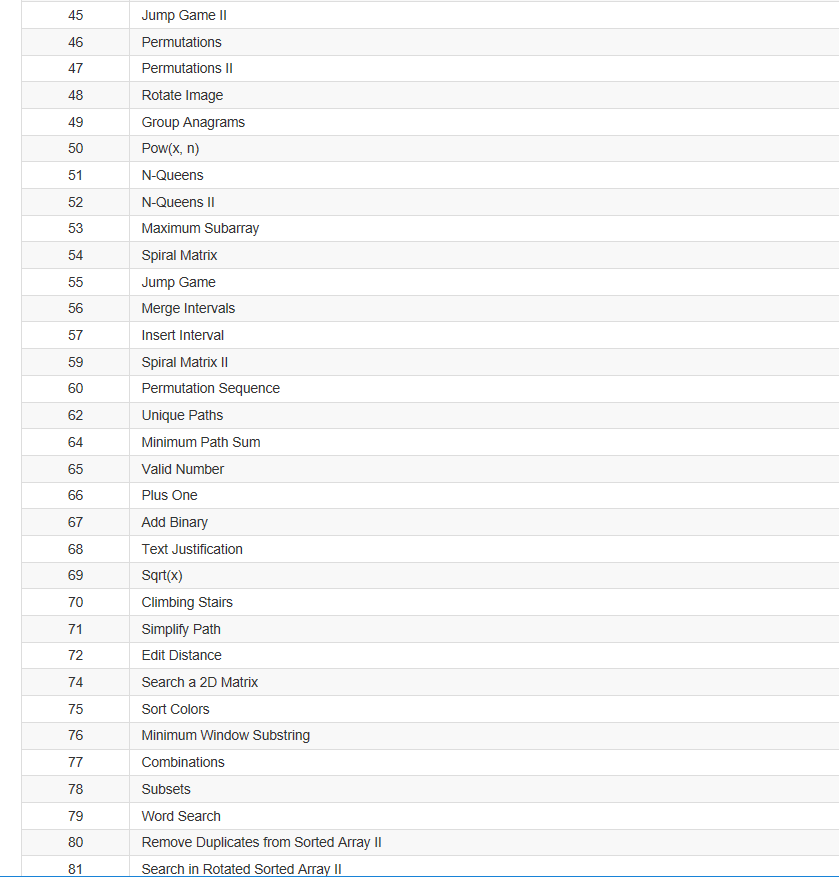 45 Jump Game II
46 Permutations
47 Permutations II
48 Rotate Image
49 Group Anagrams
50 Pow(x, n)
51 N-Queens
52 N-Queens II
53 Maximum Subarray
54 Spiral Matrix
55 Jump Game
56 Merge Intervals
57 Insert Interval
59 Spiral Matrix II
60 Permutation Sequence
62 Unique Paths
64 Minimum Path Sum
65 Valid Number
66 Plus One
67 Add Binary
68 Text Justification
69 Sqrt(x)
70 Climbing Stairs
71 Simplify Path
72 Edit Distance
74 Search a 2D Matrix
75 Sort Colors
76 Minimum Window Substring
77 Combinations
78 Subsets
79 Word Search
80 Remove Duplicates from Sorted Array II
81 Search in Rotated Sorted Array II